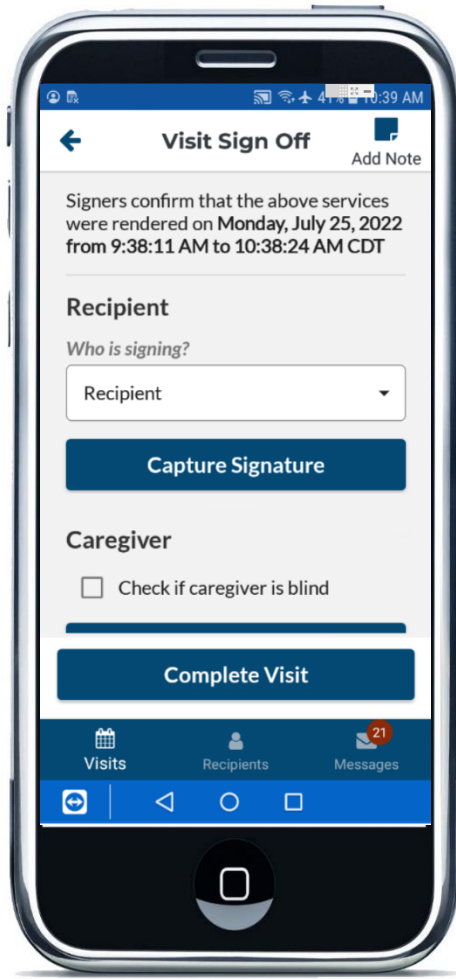 10:39 AM
Visit Sign Off
Add Note
Signers confirm that the above services
were rendered on Monday, July 25, 2022
from 9:38:11 AM to 10:38:24 AM CDT
Recipient
Who is signing?
Recipient
Capture Signature
Caregiver
Check if caregiver is blind
Complete Visit
21
Visits
Recipients
Messages